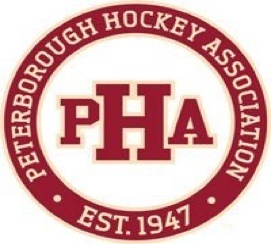 PETERBOROUGH HOCKEY ASSOCIATION
PHA
• EST. 1947 •